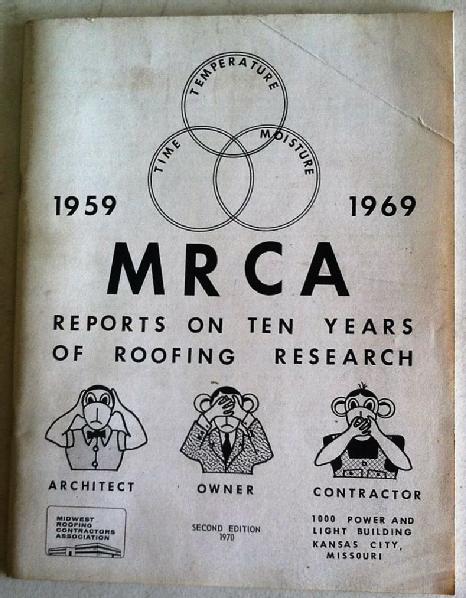 TEMPERATURE
TIME
MOISTURE
1959
1969
MRCA
REPORTS ON TEN YEARS
OF ROOFING RESEARCH
ARCHITECT
OWNER
CONTRACTOR
MIDWEST
ROOFING
CONTRACTORS
ASSOCIATION
SECOND EDITION
1970
1000 POWER AND
LIGHT BUILDING
KANSAS CITY,
MISSOURI